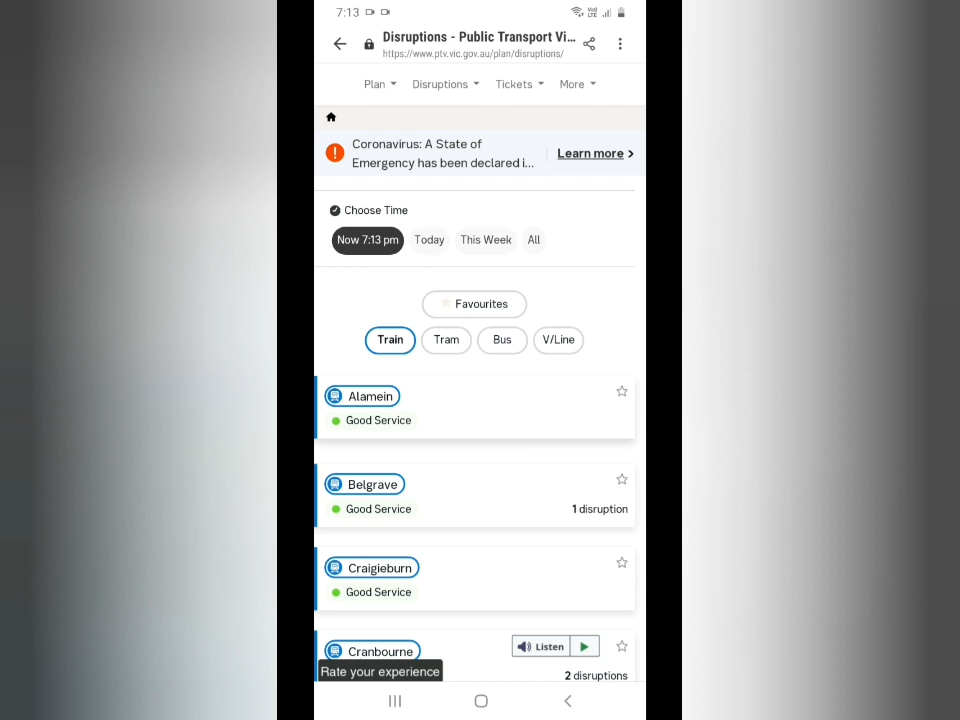 7:13
Vo) LTE
Disruptions - Public Transport Vi...
https://www.ptv.vic.gov.au/plan/disruptions/
Plan Disruptions Tickets More
Coronavirus: A State of
Emergency has been declared i...
Learn more
Choose Time
Now 7:13 pm Today This Week All
Favourites
Train Tram Bus V/Line
Alamein
Good Service
Belgrave
Good Service 1 disruption
Craigieburn
Good Service
Cranbourne Listen
Rate your experience
2 disruptions